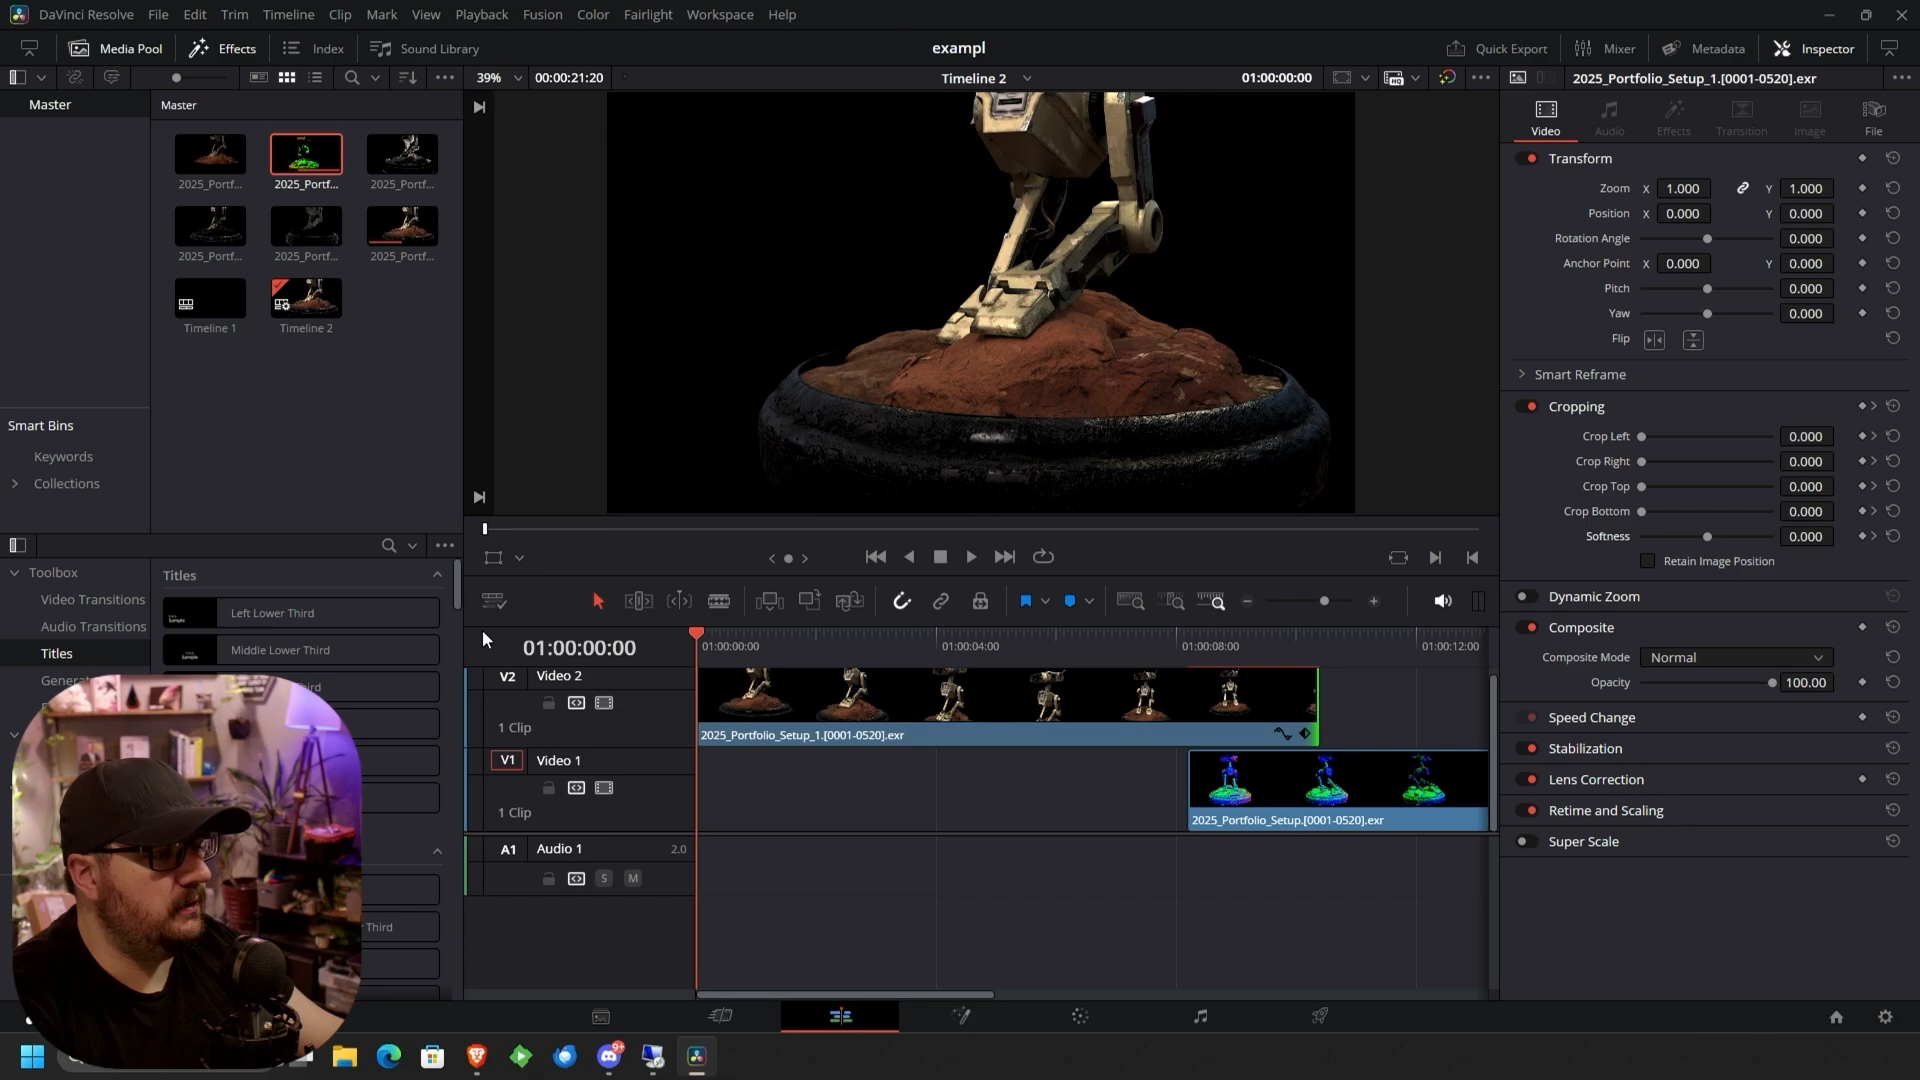 DaVinci Resolve File Edit Trim Timeline Clip Mark View Playback Fusion Color Fairlight Workspace Help
Media Pool Effects Index Sound Library exampl Quick Export Mixer Metadata Inspector
39% 00:00:21:20 Timeline 2 01:00:00:00 2025_Portfolio_Setup_1.[0001-0520].exr
Master Master
Video Audio Effects Transition Image File
2025_Portf... 2025_Portf... 2025_Portf...
2025_Portf... 2025_Portf... 2025_Portf...
Timeline 1 Timeline 2
Smart Bins
Keywords
Collections
Transform
Zoom X 1.000 Y 1.000
Position X 0.000 Y 0.000
Rotation Angle 0.000
Anchor Point X 0.000 Y 0.000
Pitch 0.000
Yaw 0.000
Flip
Smart Reframe
Cropping
Crop Left 0.000
Crop Right 0.000
Crop Top 0.000
Crop Bottom 0.000
Softness 0.000
Retain Image Position
Dynamic Zoom
Composite
Composite Mode Normal
Opacity 100.00
Speed Change
Stabilization
Lens Correction
Retime and Scaling
Super Scale
Toolbox
Video Transitions
Audio Transitions
Titles
Gener
Titles
Left Lower Third
Middle Lower Third
hird
Third
01:00:00:00 01:00:00:00 01:00:04:00 01:00:08:00 01:00:12:00
V2 Video 2
1 Clip
2025_Portfolio_Setup_1.[0001-0520].exr
V1 Video 1
1 Clip
2025_Portfolio_Setup.[0001-0520].exr
A1 Audio 1 2.0
S M
9+